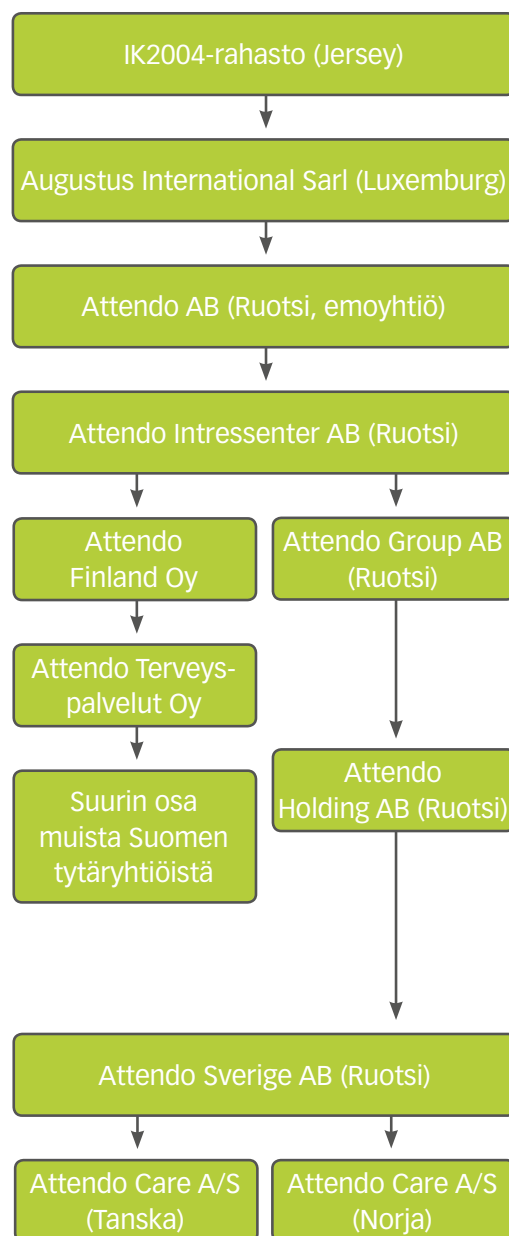 IK2004-rahasto (Jersey)
Augustus International Sarl (Luxemburg)
Attendo AB (Ruotsi, emoyhtiö)
Attendo Intressenter AB (Ruotsi)
Attendo
Finland Oy
Attendo Group AB
(Ruotsi)
Attendo Terveys-
palvelut Oy
Attendo
Holding AB (Ruotsi)
Suurin osa
muista Suomen
tytäryhtiöistä
Attendo Sverige AB (Ruotsi)
Attendo Care A/S
(Tanska)
Attendo Care A/S
(Norja)